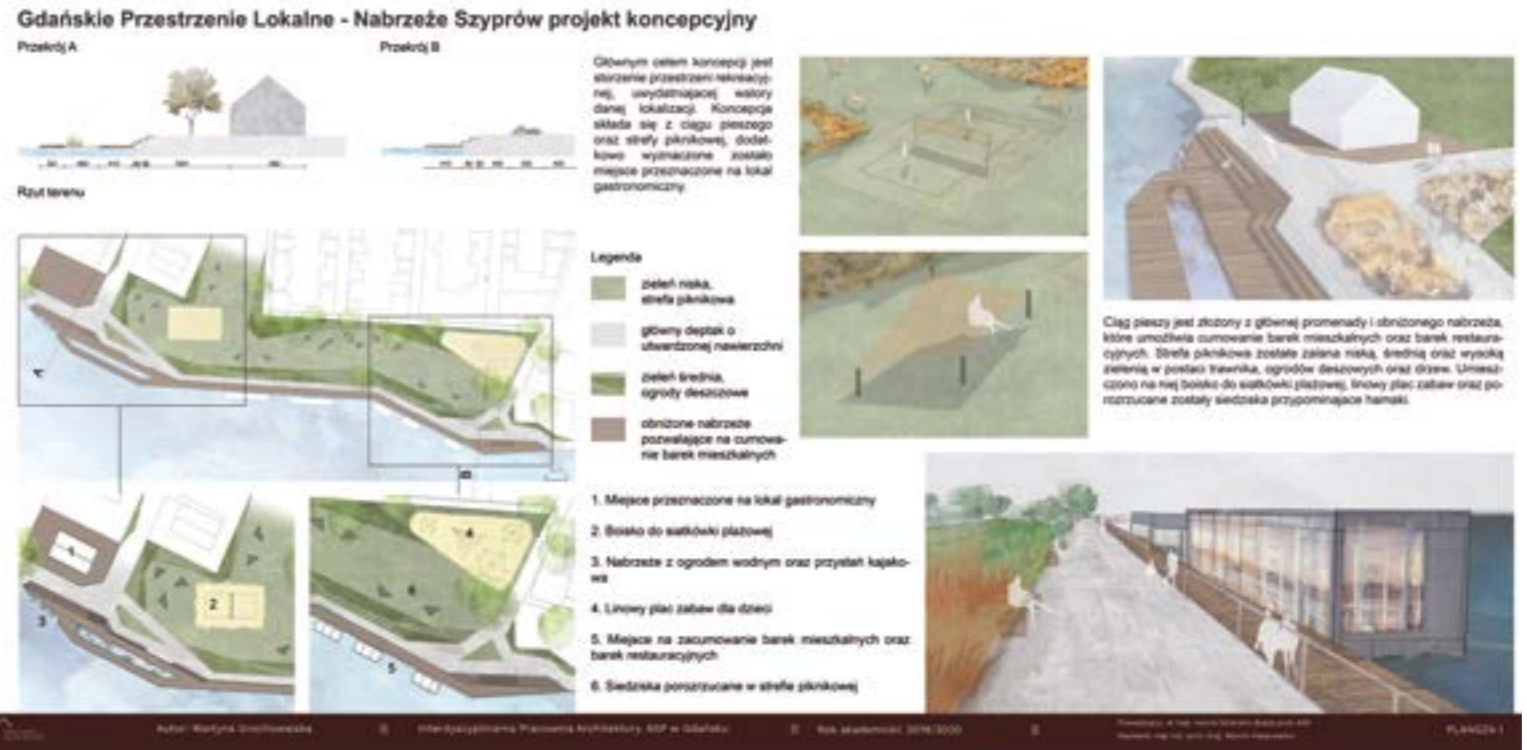 Gdańskie Przestrzenie Lokalne - Nabrzeże Szyprów projekt koncepcyjny
Przekrój A
Przekrój B
Głównym celem koncepcji jest
storzenie przestrzeni rekreacyj-
nej, uwydatniajacej walory
danej lokalizacji. Koncepcja
składa się z ciągu pieszego
oraz strefy piknikowej, dodat-
kowo wyznaczone zostało
miejsce przeznaczone na lokal
gastronomiczny.
Rzut terenu
A
B
Legenda
zieleń niska,
strefa piknikowa
główny deptak o
utwardzonej nawierzchni
zieleń średnia,
ogrody deszczowe
obniżone nabrzeże
pozwalające na cumowa-
nie barek mieszkalnych
Ciąg pieszy jest złożony z głównej promenady i obniżonego nabrzeża,
które umożliwia cumowanie barek mieszkalnych oraz barek restaura-
cyjnych. Strefa piknikowa zostałe zalana niską, średnią oraz wysoką
zielenią w postaci trawnika, ogrodów deszowych oraz drzew. Umiesz-
czono na niej boisko do siatkówki plażowej, linowy plac zabaw oraz po-
rozrzucane zostały siedziska przypominajace hamaki.
1
2
3
4
5
6
1. Miejsce przeznaczone na lokal gastronomiczny
2. Boisko do siatkówki plażowej
3. Nabrzeże z ogrodem wodnym oraz przystań kajako-
wa
4. Linowy plac zabaw dla dzieci
5. Miejsce na zacumowanie barek mieszkalnych oraz
barek restauracyjnych
6. Siedziska porozrzucane w strefie piknikowej
Autor: Martyna
Interdyscyplinarna Pracownia Architektury ASP w Gdańsku
Rok akademicki 2019/2020
PLANSZA 1